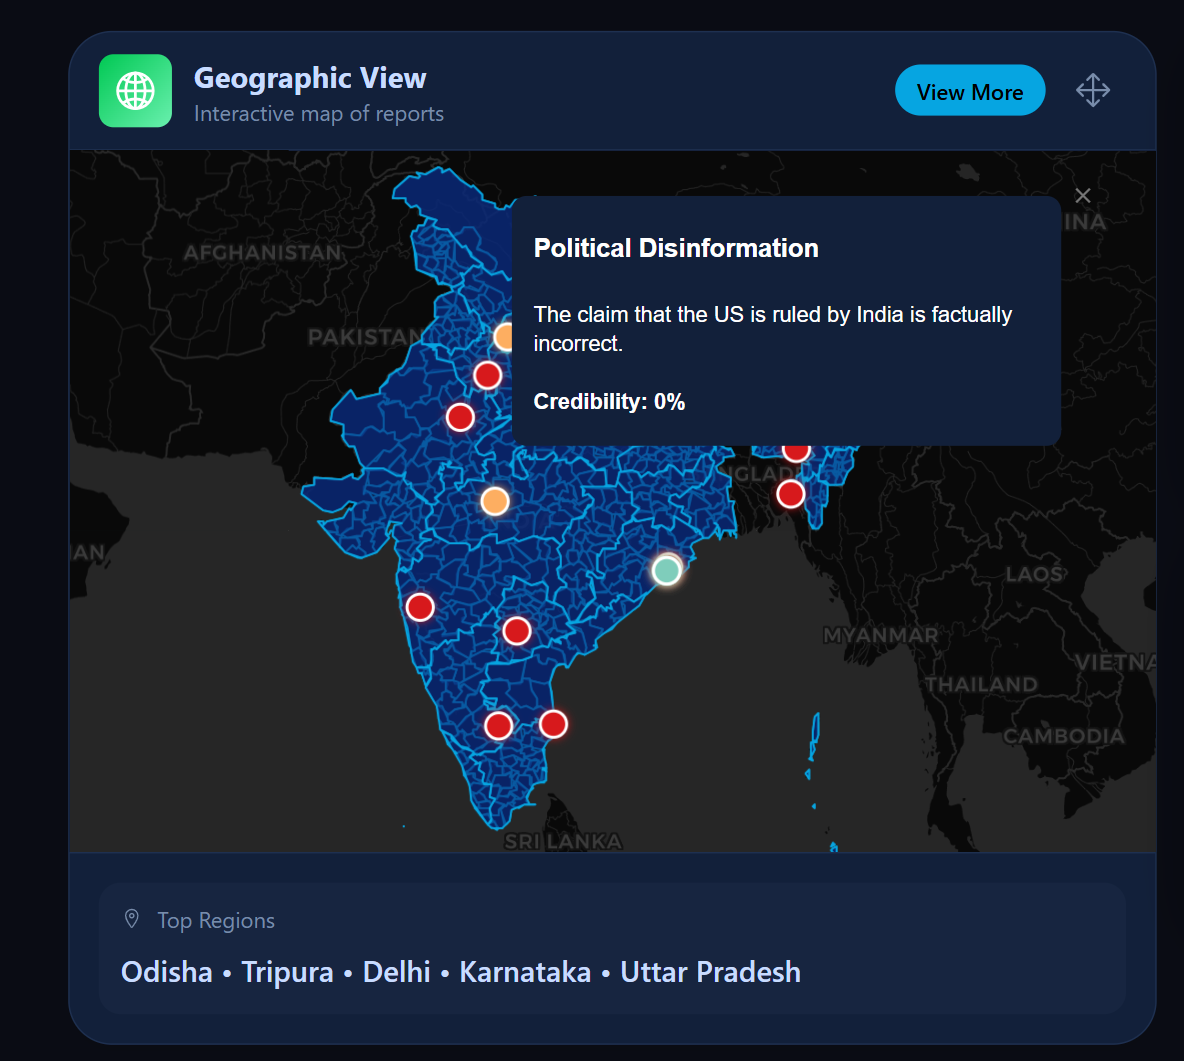 Geographic View
Interactive map of reports
View More
INA
AFGHANISTAN
Political Disinformation
The claim that the US is ruled by India is factually
incorrect.
Credibility: 0%
PAKISTAN
NGLAD
AN
LAOS
MYANMAR
VIETNA
THAILAND
CAMBODIA
SRI LANKA
Top Regions
Odisha • Tripura • Delhi • Karnataka • Uttar Pradesh